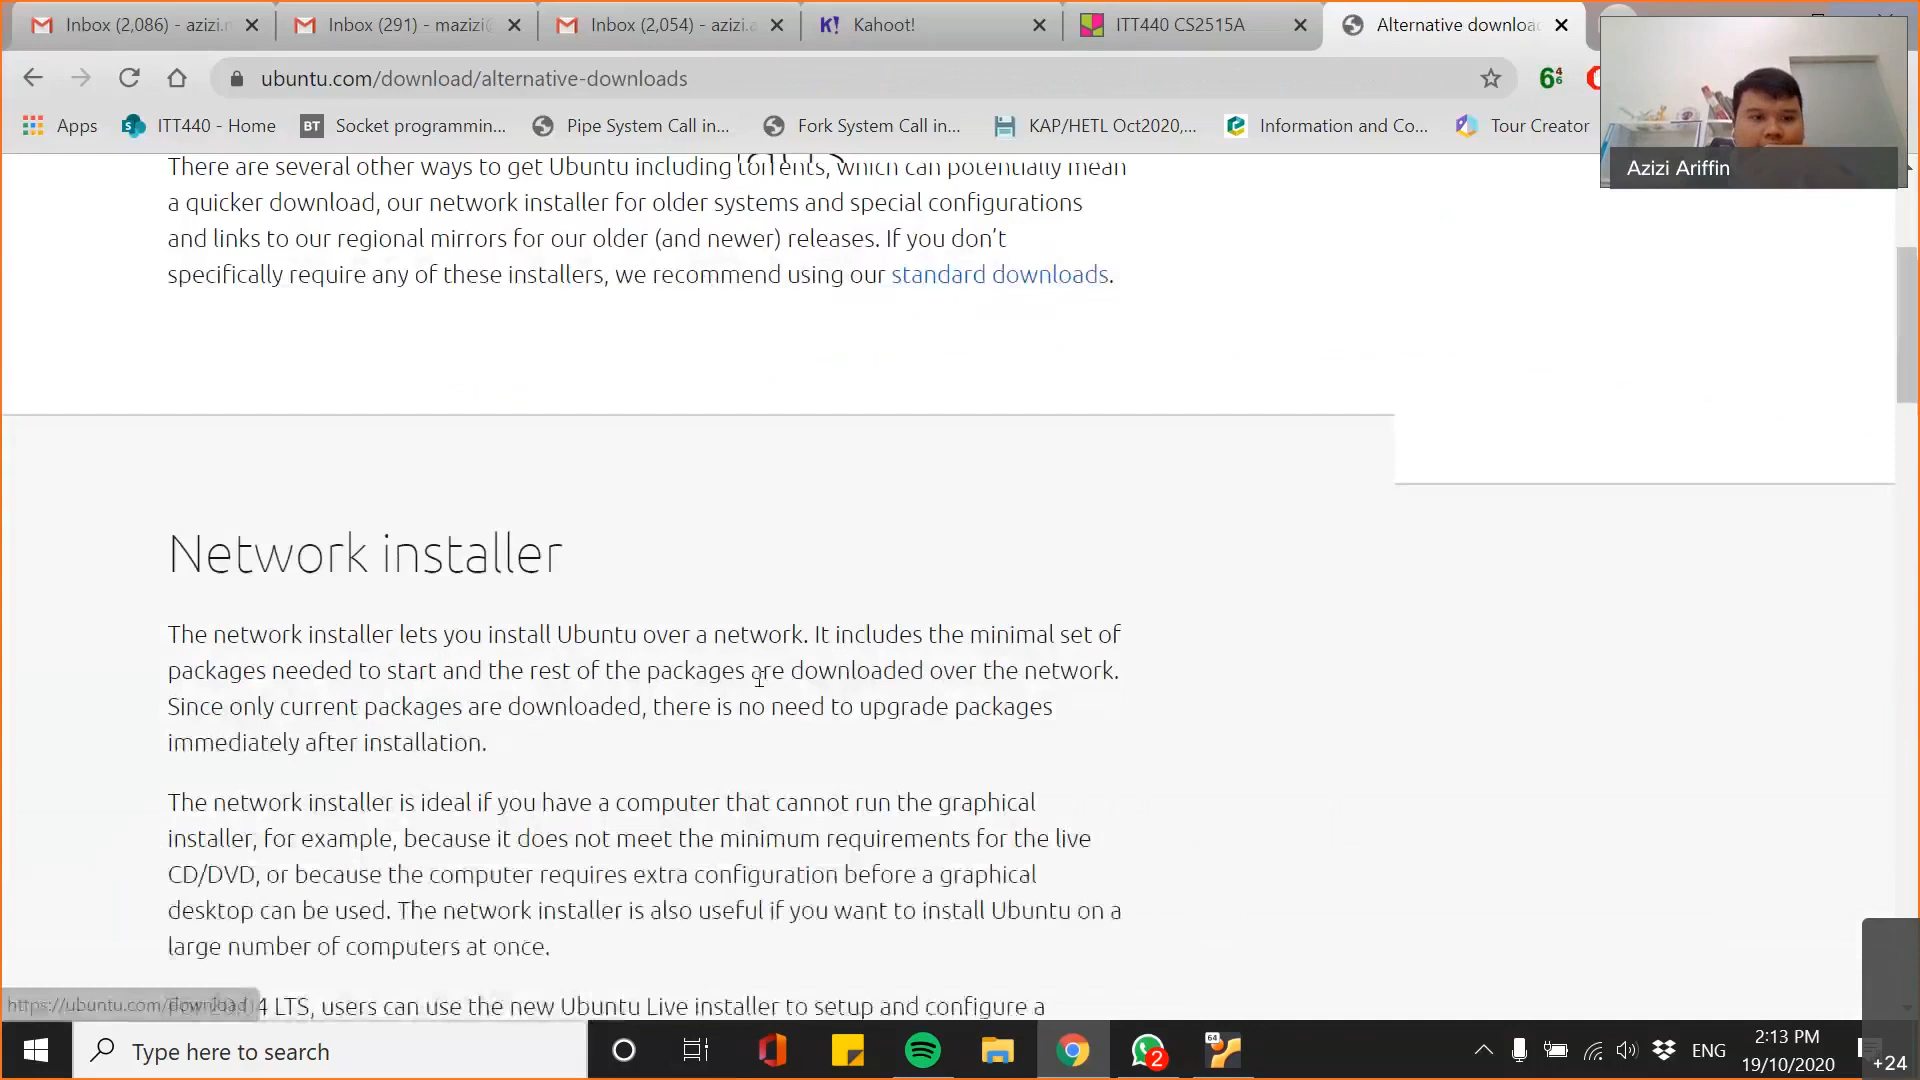 Inbox (2,086) - azizi.n
Inbox (291) - mazizi@
Inbox (2,054) - azizi.a
K! Kahoot!
ITT440 CS2515A
Alternative downloa
ubuntu.com/download/alternative-downloads
Apps
ITT440 - Home
BT Socket programmin...
Pipe System Call in...
Fork System Call in...
KAP/HETL Oct2020,...
Information and Co...
Tour Creator
Azizi Ariffin
There are several other ways to get Ubuntu including torrents, which can potentially mean
a quicker download, our network installer for older systems and special configurations
and links to our regional mirrors for our older (and newer) releases. If you don’t
specifically require any of these installers, we recommend using our standard downloads.
Network installer
The network installer lets you install Ubuntu over a network. It includes the minimal set of
packages needed to start and the rest of the packages are downloaded over the network.
Since only current packages are downloaded, there is no need to upgrade packages
immediately after installation.
The network installer is ideal if you have a computer that cannot run the graphical
installer, for example, because it does not meet the minimum requirements for the live
CD/DVD, or because the computer requires extra configuration before a graphical
desktop can be used. The network installer is also useful if you want to install Ubuntu on a
large number of computers at once.
https://ubuntu.com/download
LTS, users can use the new Ubuntu Live installer to setup and configure a
Type here to search
2
64
ENG
2:13 PM
19/10/2020
+24